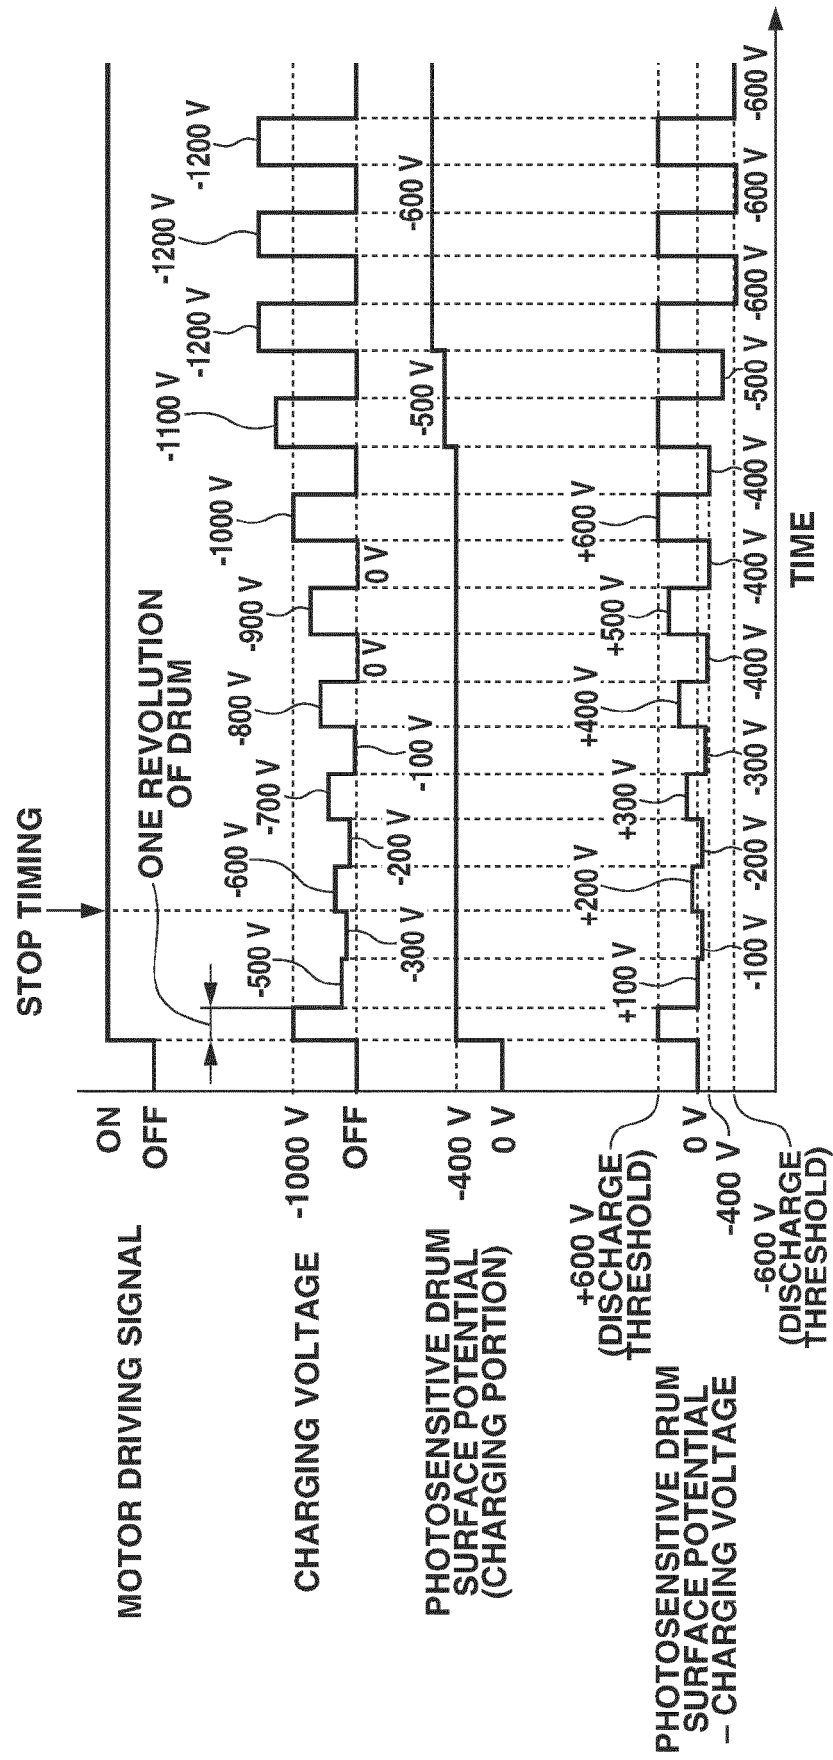 STOP TIMING
ONE REVOLUTION
OF DRUM
MOTOR DRIVING SIGNAL
ON
OFF
CHARGING VOLTAGE
-1000 V
OFF
-500 V
-300 V
-600 V
-200 V
-700 V
-100 V
-800 V
0 V
-900 V
0 V
-1000 V
-1100 V
-1200 V
-1200 V
-1200 V
PHOTOSENSITIVE DRUM
SURFACE POTENTIAL
(CHARGING PORTION)
-400 V
0 V
-500 V
-600 V
PHOTOSENSITIVE DRUM
SURFACE POTENTIAL
– CHARGING VOLTAGE
+600 V
(DISCHARGE
THRESHOLD)
0 V
-400 V
-600 V
(DISCHARGE
THRESHOLD)
+100 V
+200 V
+300 V
+400 V
+500 V
+600 V
-100 V
-200 V
-300 V
-400 V
-400 V
-400 V
-500 V
-600 V
-600 V
-600 V
TIME